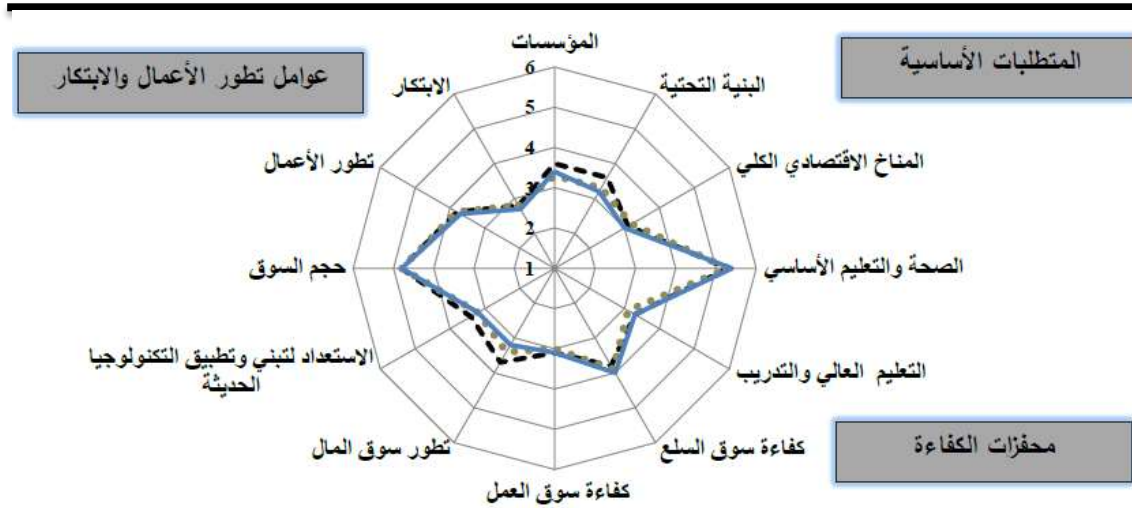 المتطلبات الأساسية
عوامل تطور الأعمال والابتكار
المؤسسات
البنية التحتية
المناخ الاقتصادي الكلي
الصحة والتعليم الأساسي
التعليم العالي والتدريب
كفاءة سوق السلع
كفاءة سوق العمل
تطور سوق المال
الاستعداد لتبني وتطبيق التكنولوجيا
الحديثة
حجم السوق
تطور الأعمال
الابتكار
6
5
4
3
2
1
محفزات الكفاءة